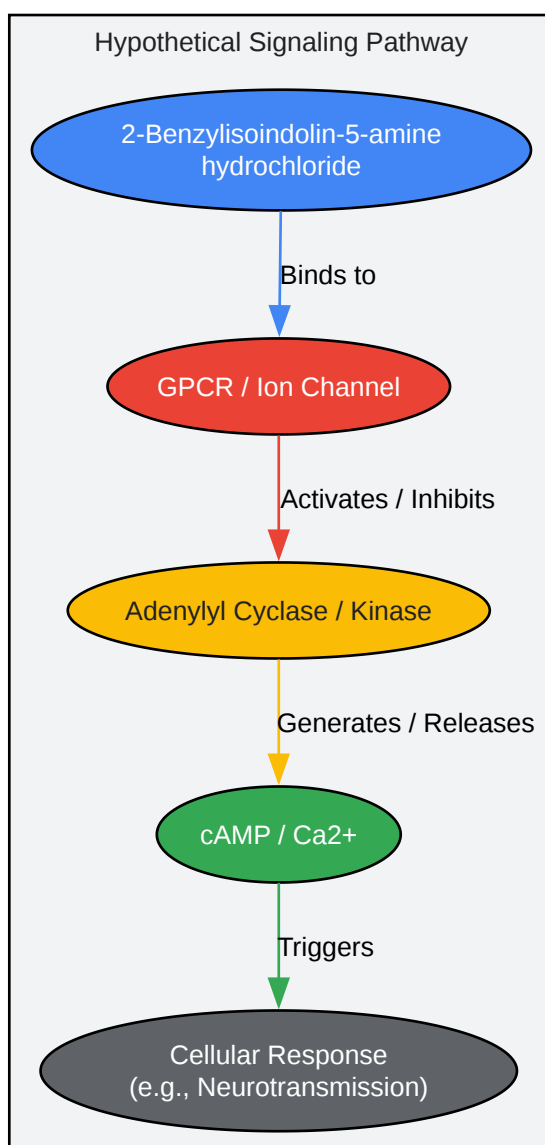 Hypothetical Signaling Pathway
2-Benzylisoindolin-5-amine
hydrochloride
Binds to
GPCR / Ion Channel
Activates / Inhibits
Adenylyl Cyclase / Kinase
Generates / Releases
cAMP / Ca2+
Triggers
Cellular Response
(e.g., Neurotransmission)